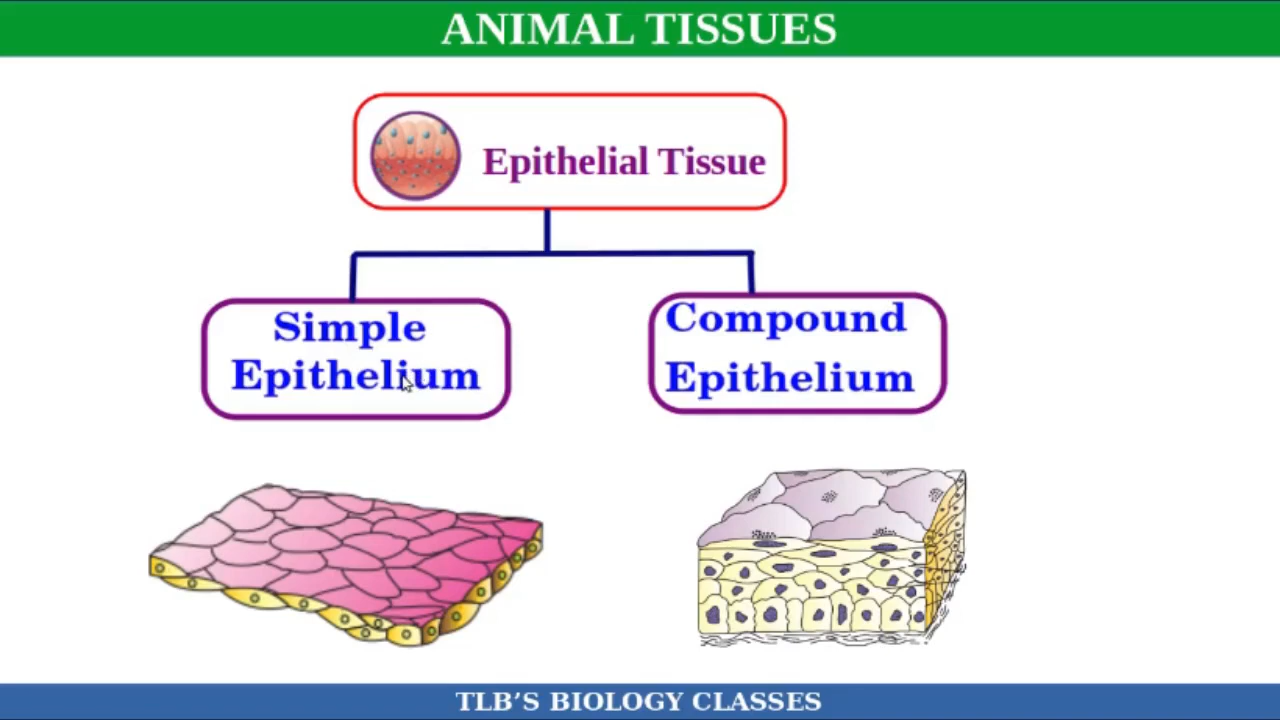 ANIMAL TISSUES
Epithelial Tissue
Simple
Epithelium
Compound
Epithelium
TLB’S BIOLOGY CLASSES